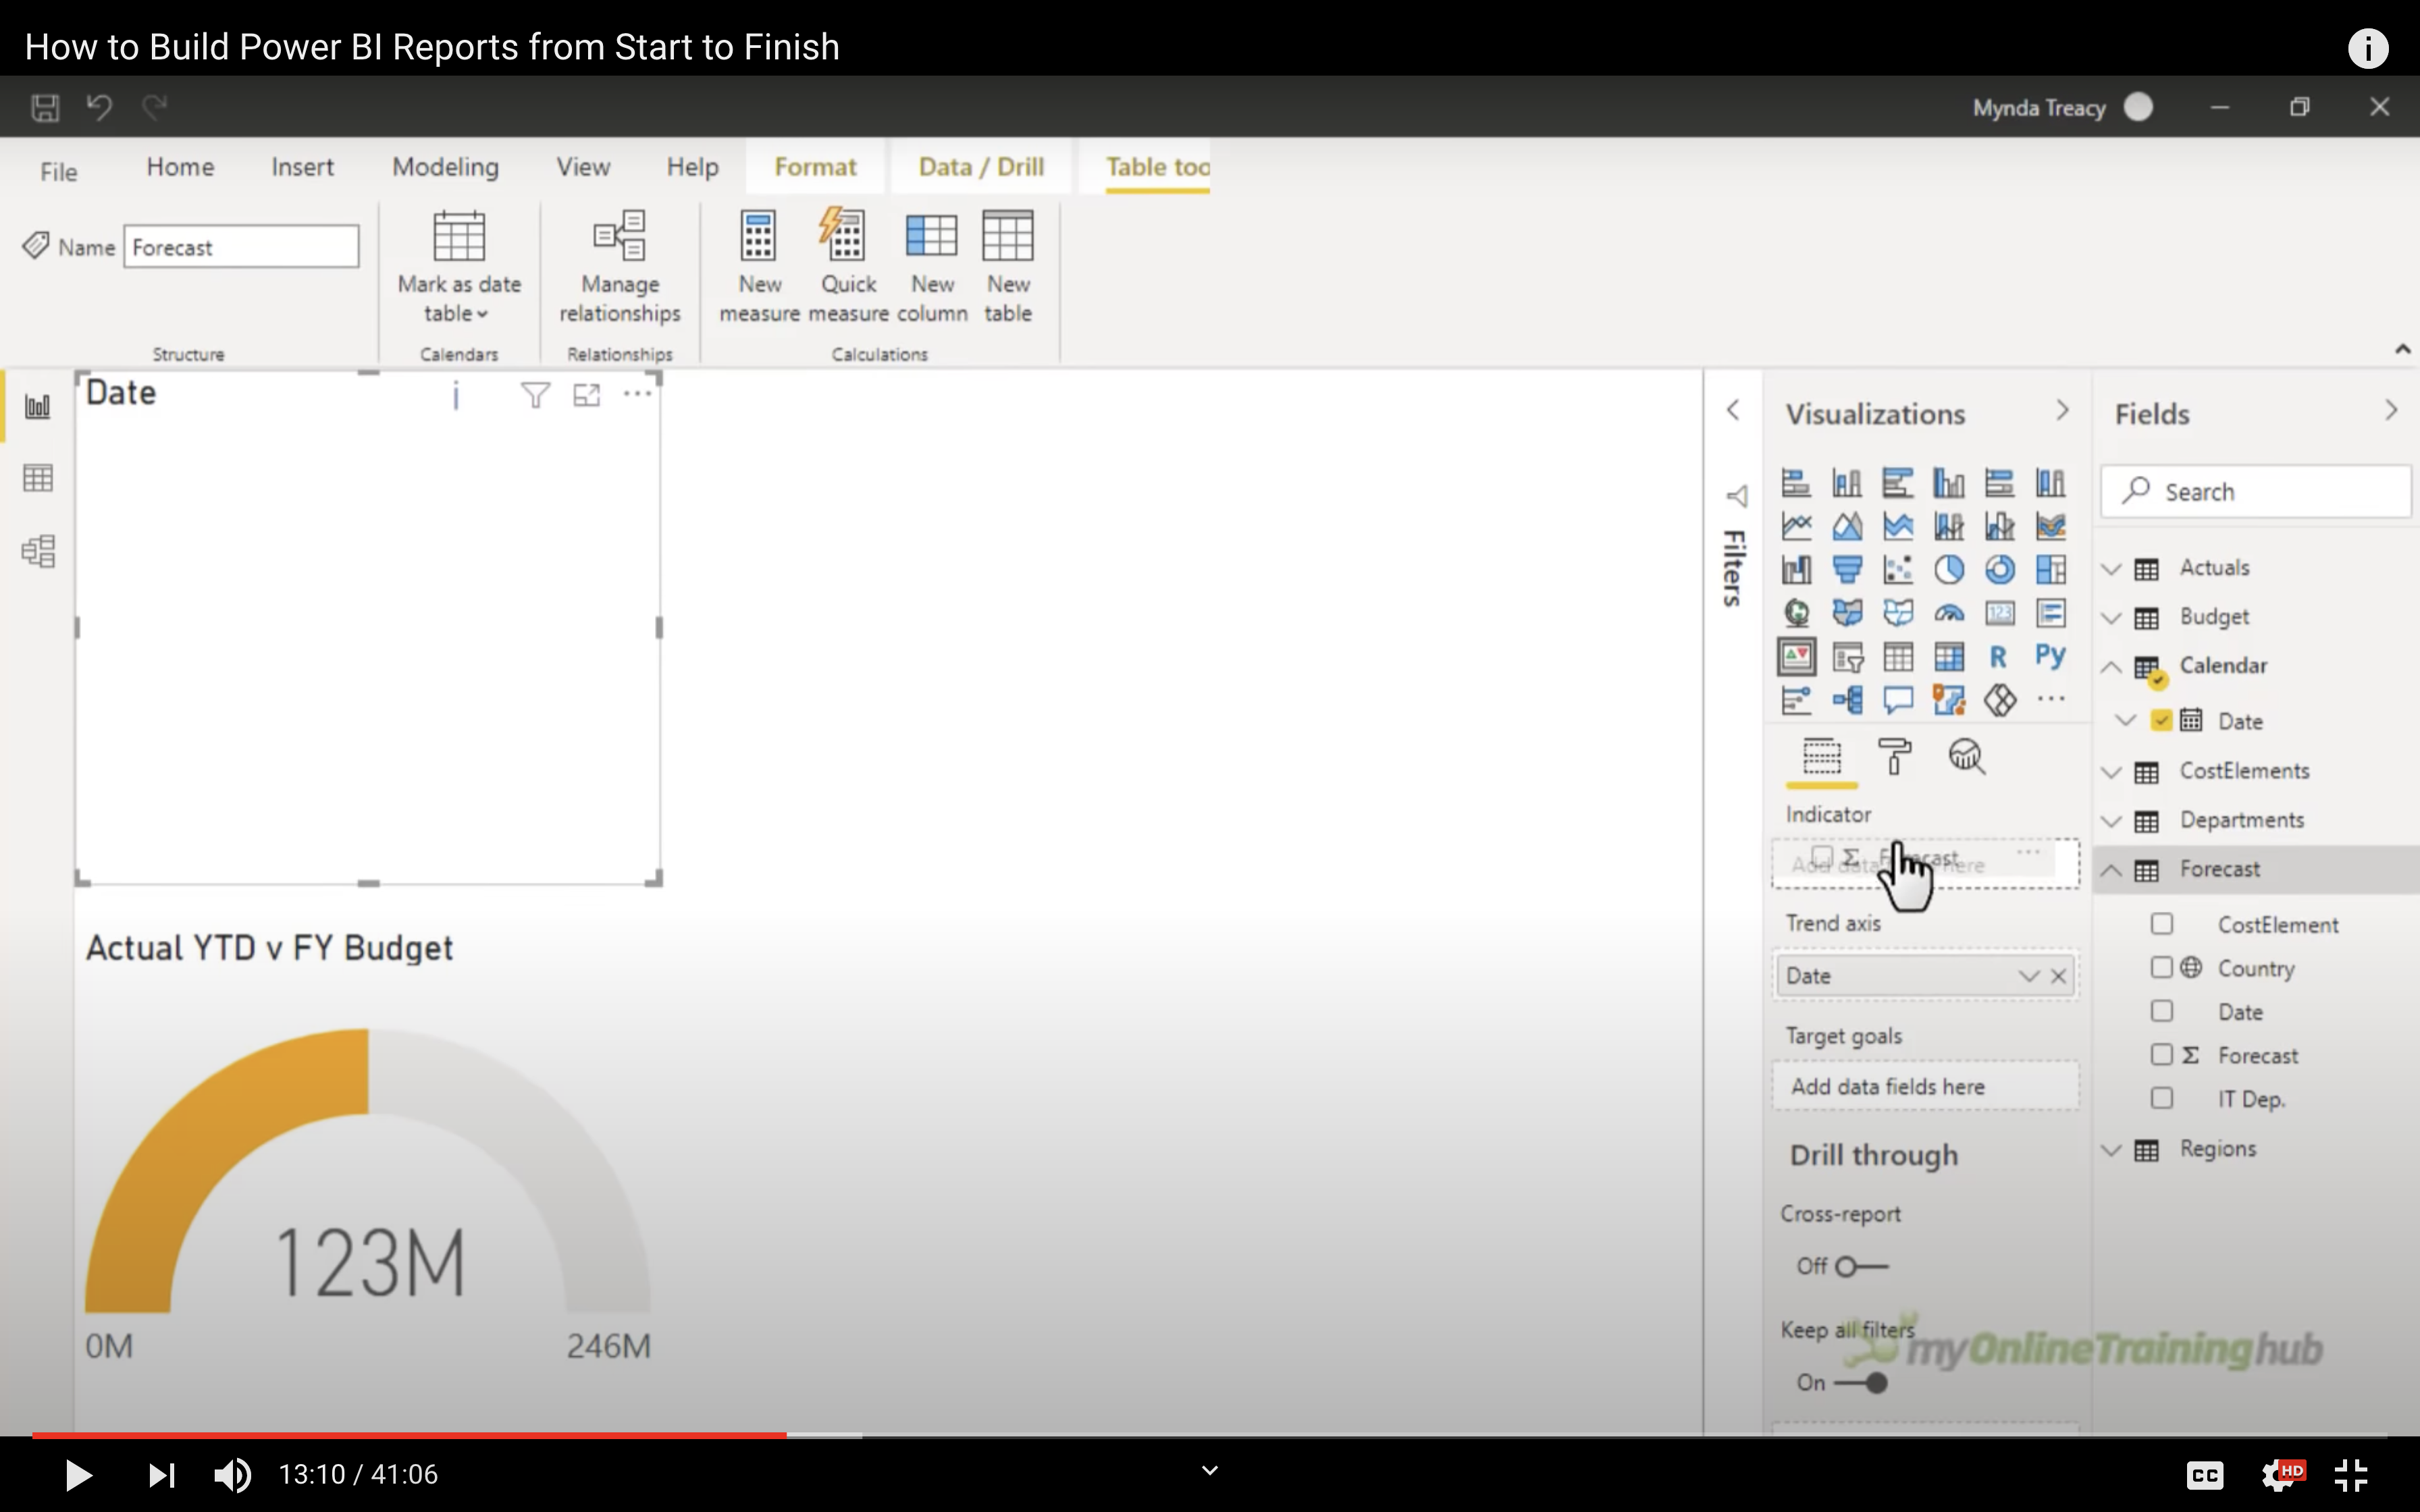 How to Build Power BI Reports from Start to Finish
Mynda Treacy
File Home Insert Modeling View Help Format Data / Drill Table too
Name Forecast
Mark as date
table
Manage
relationships
New
measure
Quick
measure
New
column
New
table
Structure Calendars Relationships Calculations
Date
Actual YTD v FY Budget
123M
0M 246M
Filters
Visualizations
123
R
Py
Indicator
Forecast
Trend axis
Date
Target goals
Add data fields here
Drill through
Cross-report
Off
Keep all filters
On
Fields
Search
Actuals
Budget
Calendar
Date
CostElements
Departments
Forecast
CostElement
Country
Date
Σ Forecast
IT Dep.
Regions
myOnlineTraininghub
13:10 / 41:06
CC
HD